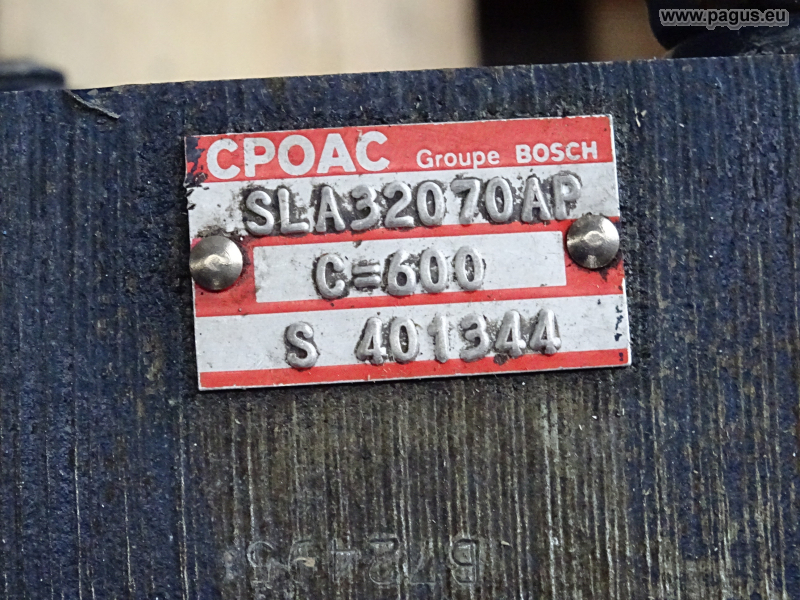 www.pagus.eu
CPOAC Groupe BOSCH
SLA32070AP
C=600
S 401344